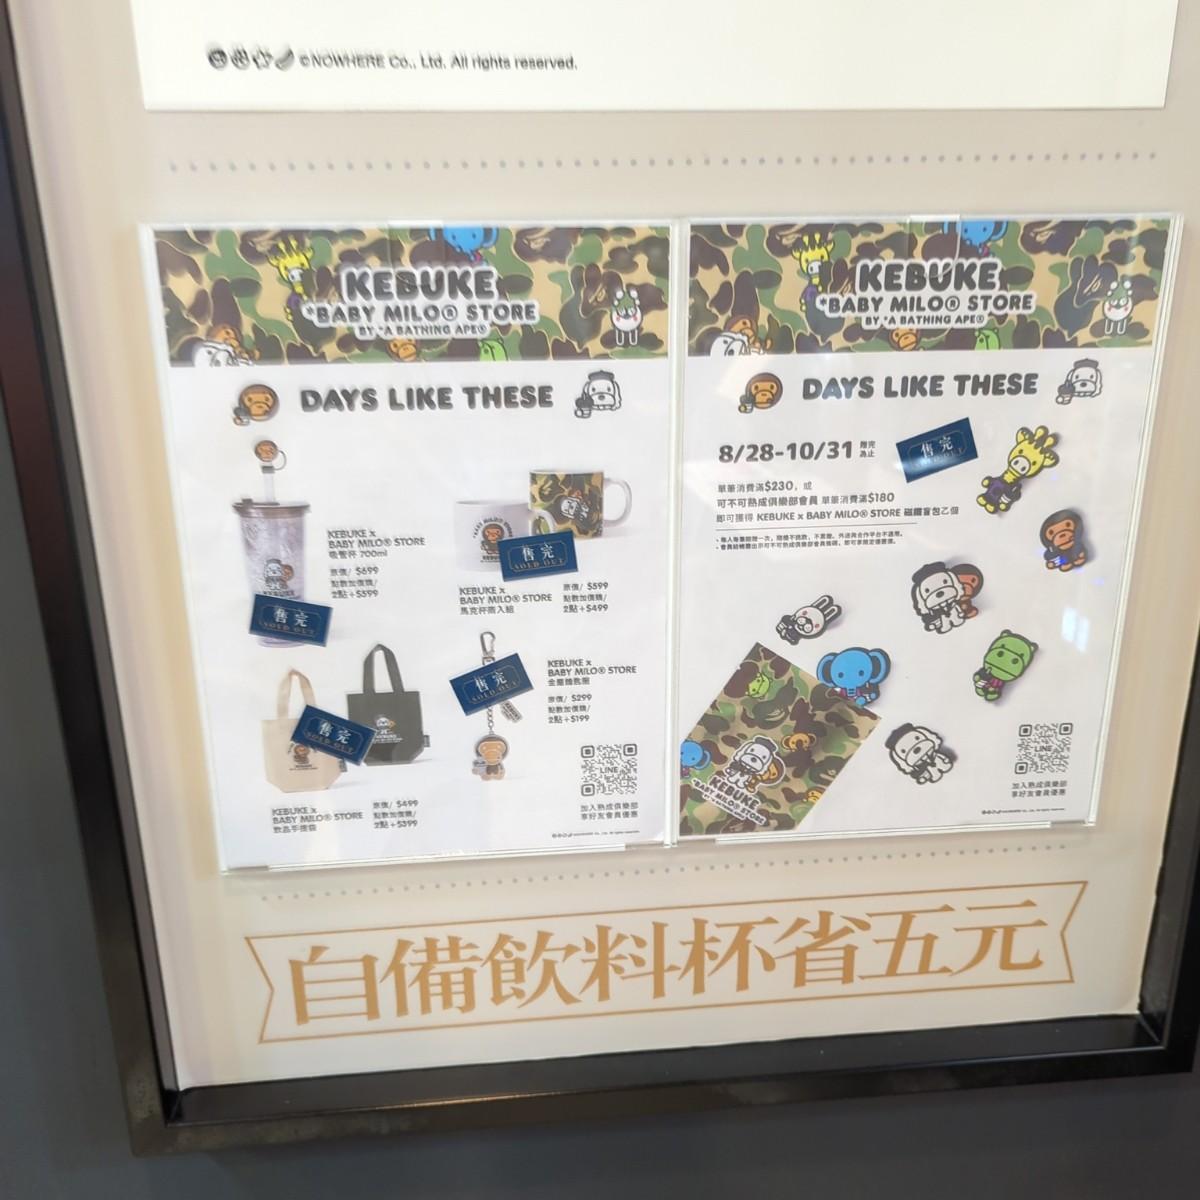 ©NOWHERE Co., Ltd. All rights reserved.
KEBUKE
*BABY MILO® STORE
BY *A BATHING APE®
DAYS LIKE THESE
KEBUKE x
BABY MILO® STORE
吸管杯 700ml
原價/ $699
點數加價購/
2點+$599
售完
SOLD OUT
KEBUKE x
BABY MILO® STORE
馬克杯兩入組
原價/ $599
點數加價購/
2點+$499
售完
SOLD OUT
KEBUKE x
BABY MILO® STORE
飲品手提袋
原價/ $499
點數加價購/
2點+$399
售完
SOLD OUT
KEBUKE x
BABY MILO® STORE
金屬鑰匙圈
原價/ $299
點數加價購/
2點+$199
售完
SOLD OUT
LINE
加入熟成俱樂部
享好友會員優惠
KEBUKE
*BABY MILO® STORE
BY *A BATHING APE®
DAYS LIKE THESE
8/28-10/31 贈完為止
售完
SOLD OUT
單筆消費滿$230，或
可不可熟成俱樂部會員 單筆消費滿$180
即可獲得 KEBUKE x BABY MILO® STORE 磁鐵盲包乙個
KEBUKE
*BABY MILO® STORE
LINE
加入熟成俱樂部
享好友會員優惠
自備飲料杯省五元